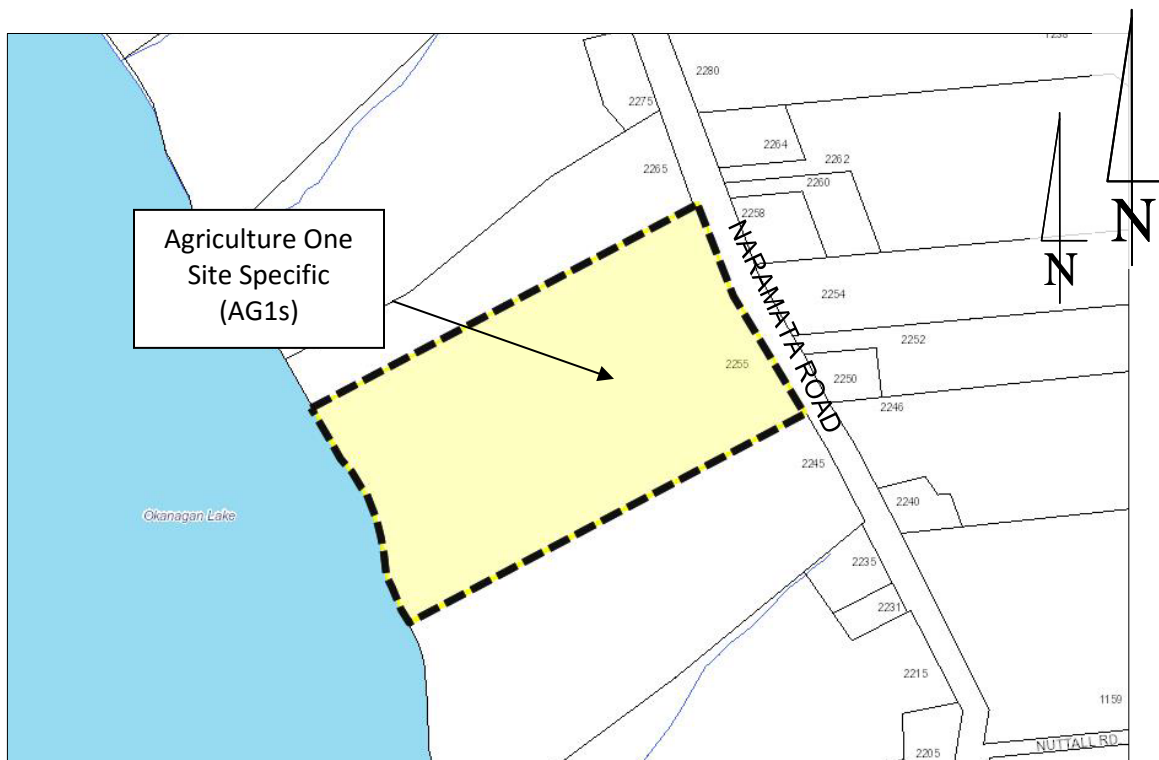 1238
2280
2275
2264
2262
2265
2260
2258
N
N
Agriculture One
Site Specific
(AG1s)
NARAMATA ROAD
2254
2252
2255
2250
2246
2245
Okanagan Lake
2240
2235
2231
2215
1159
2205
NUTTALL RD